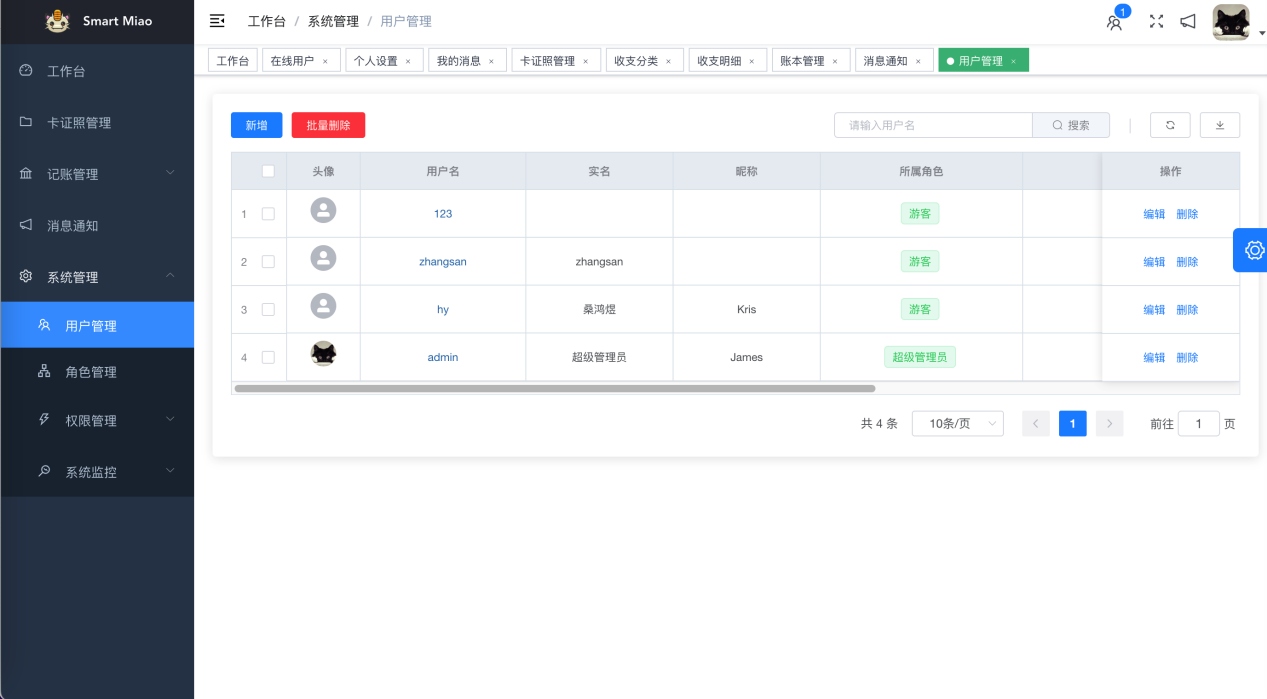 Smart Miao
工作台 / 系统管理 / 用户管理
1
工作台
卡证照管理
记账管理
消息通知
系统管理
用户管理
角色管理
权限管理
系统监控
工作台 在线用户 × 个人设置 × 我的消息 × 卡证照管理 × 收支分类 × 收支明细 × 账本管理 × 消息通知 × 用户管理 ×
新增 批量删除 请输入用户名 搜索
头像 用户名 实名 昵称 所属角色 操作
1 123 游客 编辑 删除
2 zhangsan zhangsan 游客 编辑 删除
3 hy 桑鸿煜 Kris 游客 编辑 删除
4 admin 超级管理员 James 超级管理员 编辑 删除
共 4 条 10条/页 1 前往 1 页